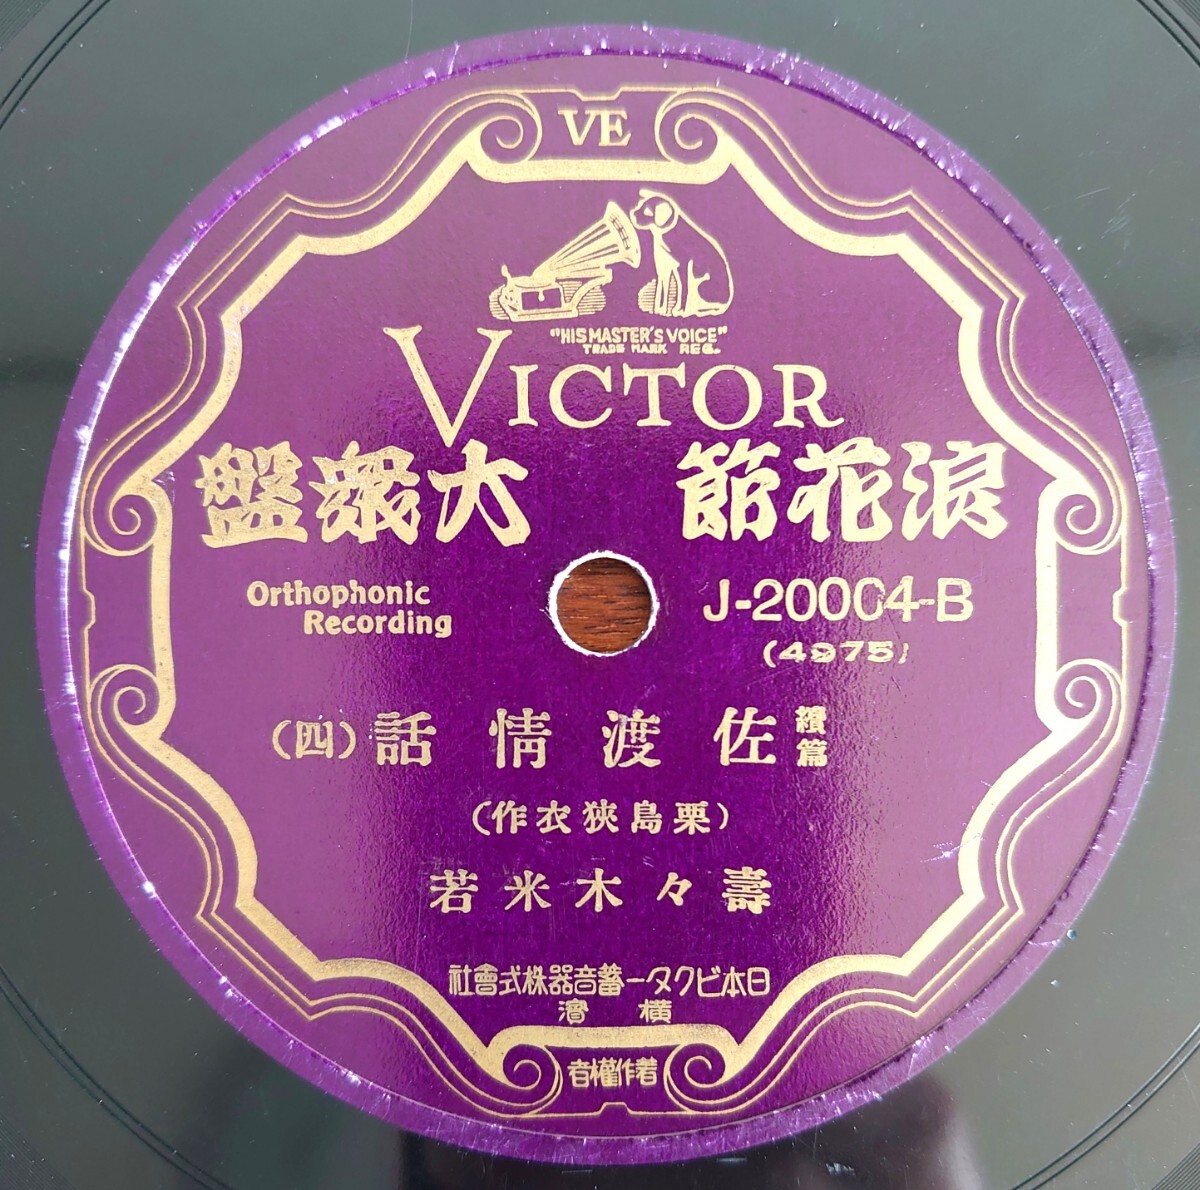 VE
"HIS MASTER'S VOICE"
TRADE MARK REG.
VICTOR
浪花節 大衆盤
Orthophonic
Recording
J-20004-B
(4975)
續篇 佐渡情話 (四)
(栗島狹衣作)
壽々木米若
日本ビクター蓄音器株式會社
橫濱
著作權者